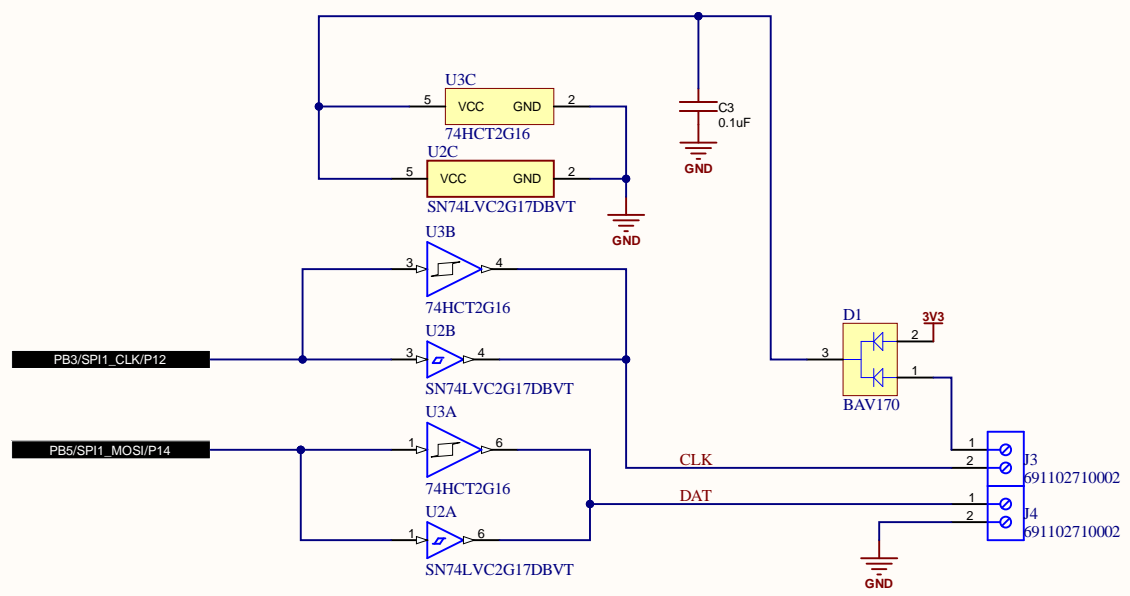 U3C
5 VCC GND 2
74HCT2G16
U2C
5 VCC GND 2
SN74LVC2G17DBVT
C3
0.1uF
GND
GND
U3B
3 4
74HCT2G16
PB3/SPI1_CLK/P12
U2B
3 4
SN74LVC2G17DBVT
D1
3V3
3 2
1
BAV170
U3A
PB5/SPI1_MOSI/P14
1 6
74HCT2G16
U2A
1 6
SN74LVC2G17DBVT
CLK
DAT
1
2
J3
691102710002
1
2
J4
691102710002
GND